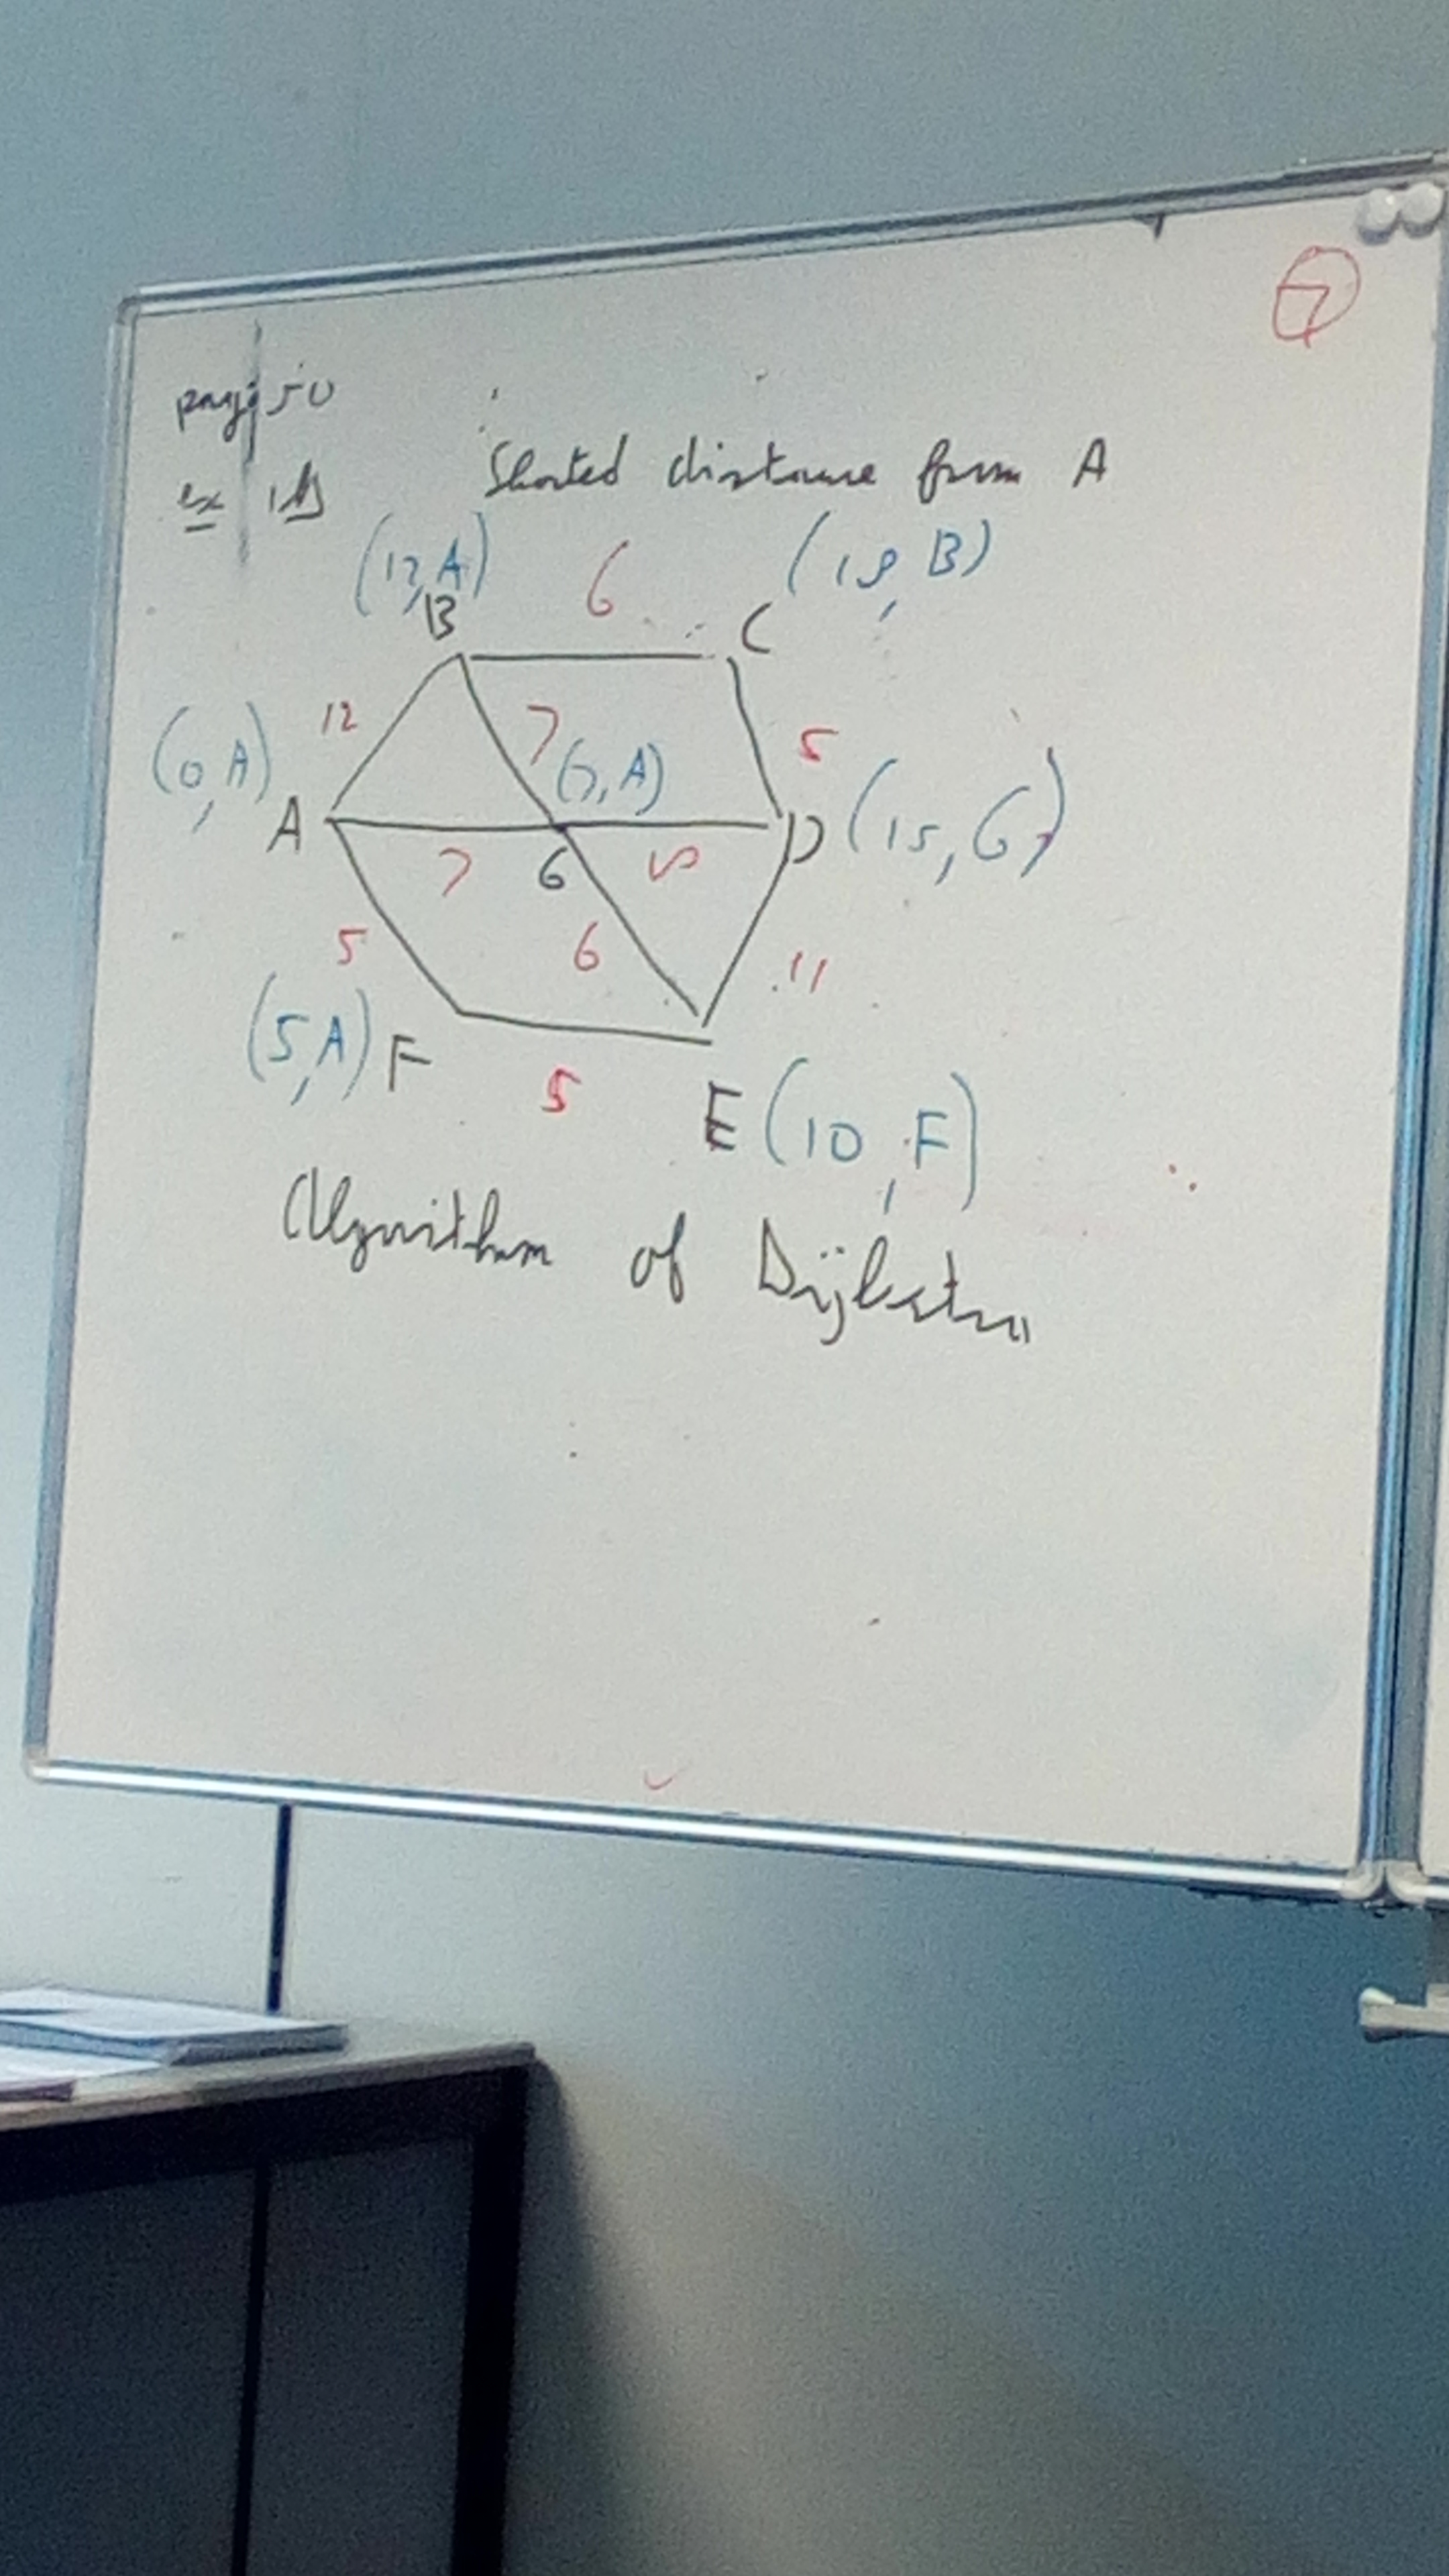 7
page 50
ex
Shorted distance from A
(12, A) 6 (18, B)
B C
12 7 5
(0, A) (7, A)
A D (15, G)
7 G 8
5 6 11
(5, A) F
5 E (10, F)
Algorithm of Dijkstra